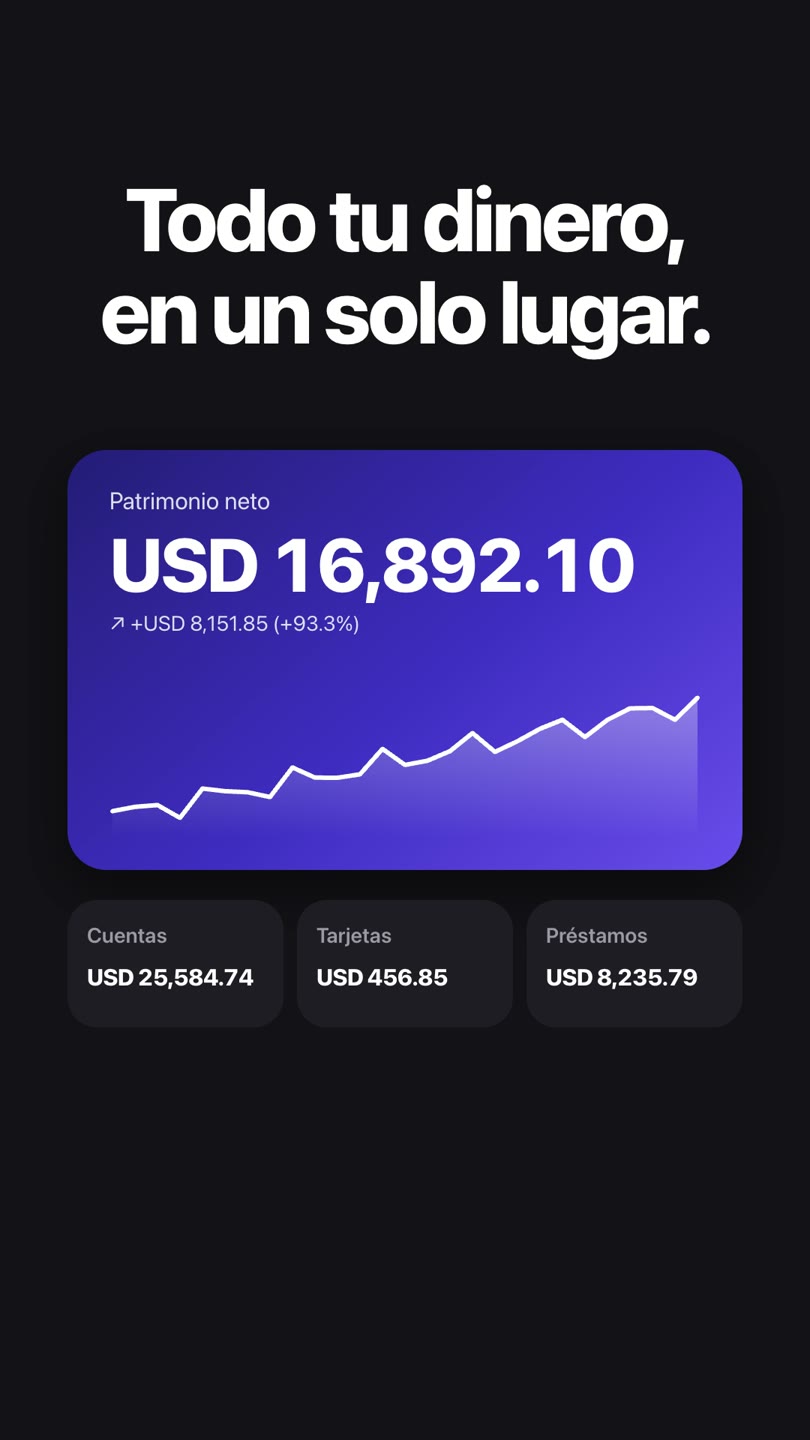 Todo tu dinero,
en un solo lugar.
Patrimonio neto
USD 16,892.10
↗ +USD 8,151.85 (+93.3%)
Cuentas
USD 25,584.74
Tarjetas
USD 456.85
Préstamos
USD 8,235.79